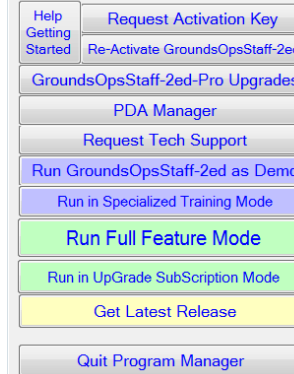 Help
Getting
Started
Request Activation Key
Re-Activate GroundsOpsStaff-2ed
GroundsOpsStaff-2ed-Pro Upgrades
PDA Manager
Request Tech Support
Run GroundsOpsStaff-2ed as Demo
Run in Specialized Training Mode
Run Full Feature Mode
Run in UpGrade SubScription Mode
Get Latest Release
Quit Program Manager